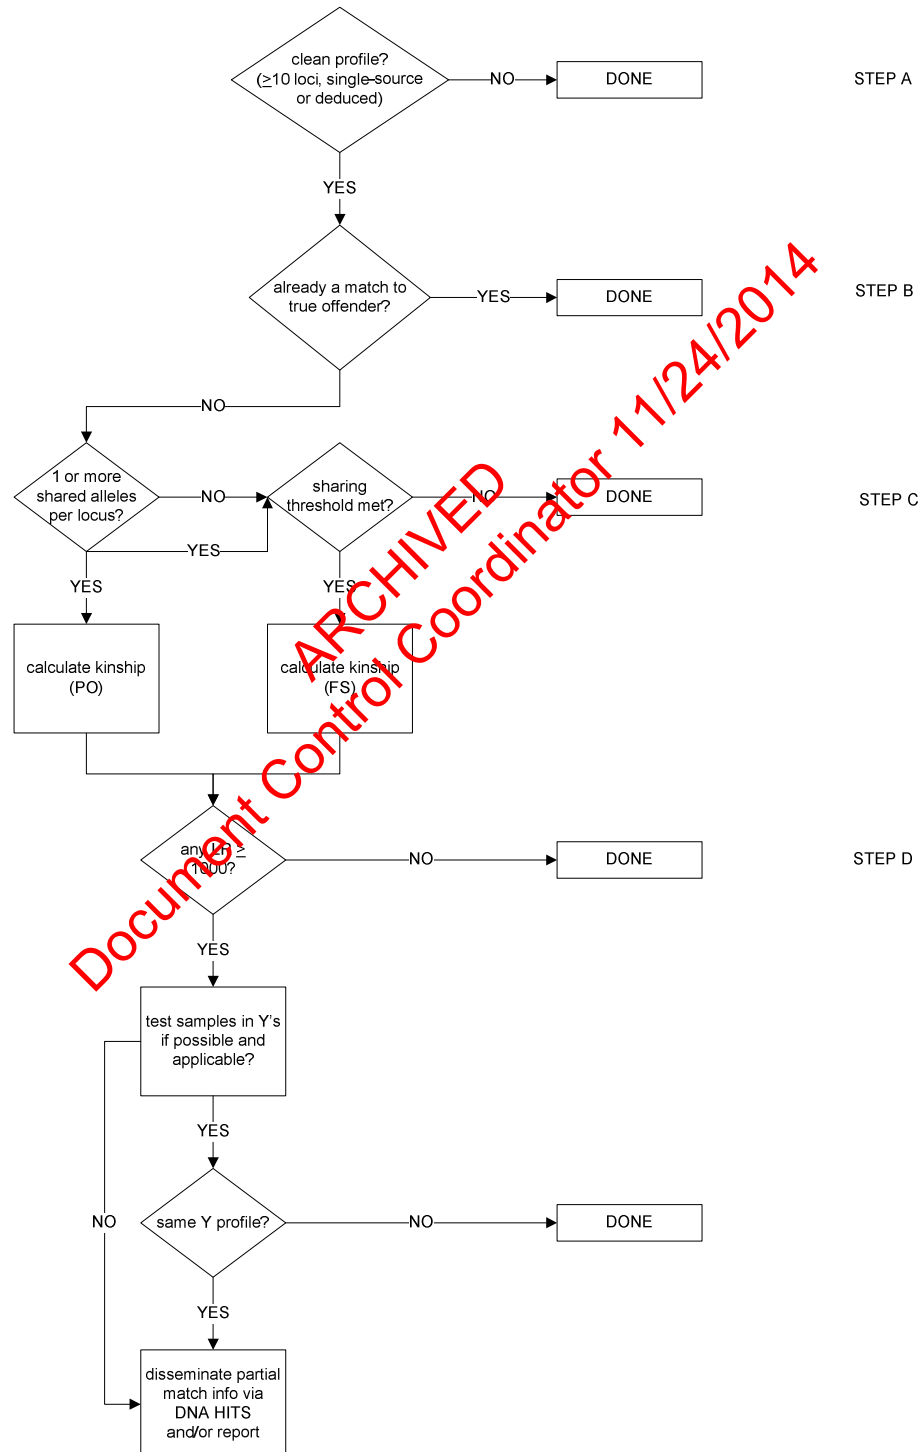 clean profile?
(≥10 loci, single-source
or deduced)
NO
DONE
STEP A
YES
already a match to
true offender?
YES
DONE
STEP B
NO
1 or more
shared alleles
per locus?
NO
sharing
threshold met?
NO
DONE
STEP C
YES
YES
YES
calculate kinship
(PO)
calculate kinship
(FS)
any LR ≥
1000?
NO
DONE
STEP D
YES
test samples in Y's
if possible and
applicable?
YES
NO
same Y profile?
NO
DONE
YES
disseminate partial
match info via
DNA HITS
and/or report
ARCHIVED
Document Control Coordinator 11/24/2014